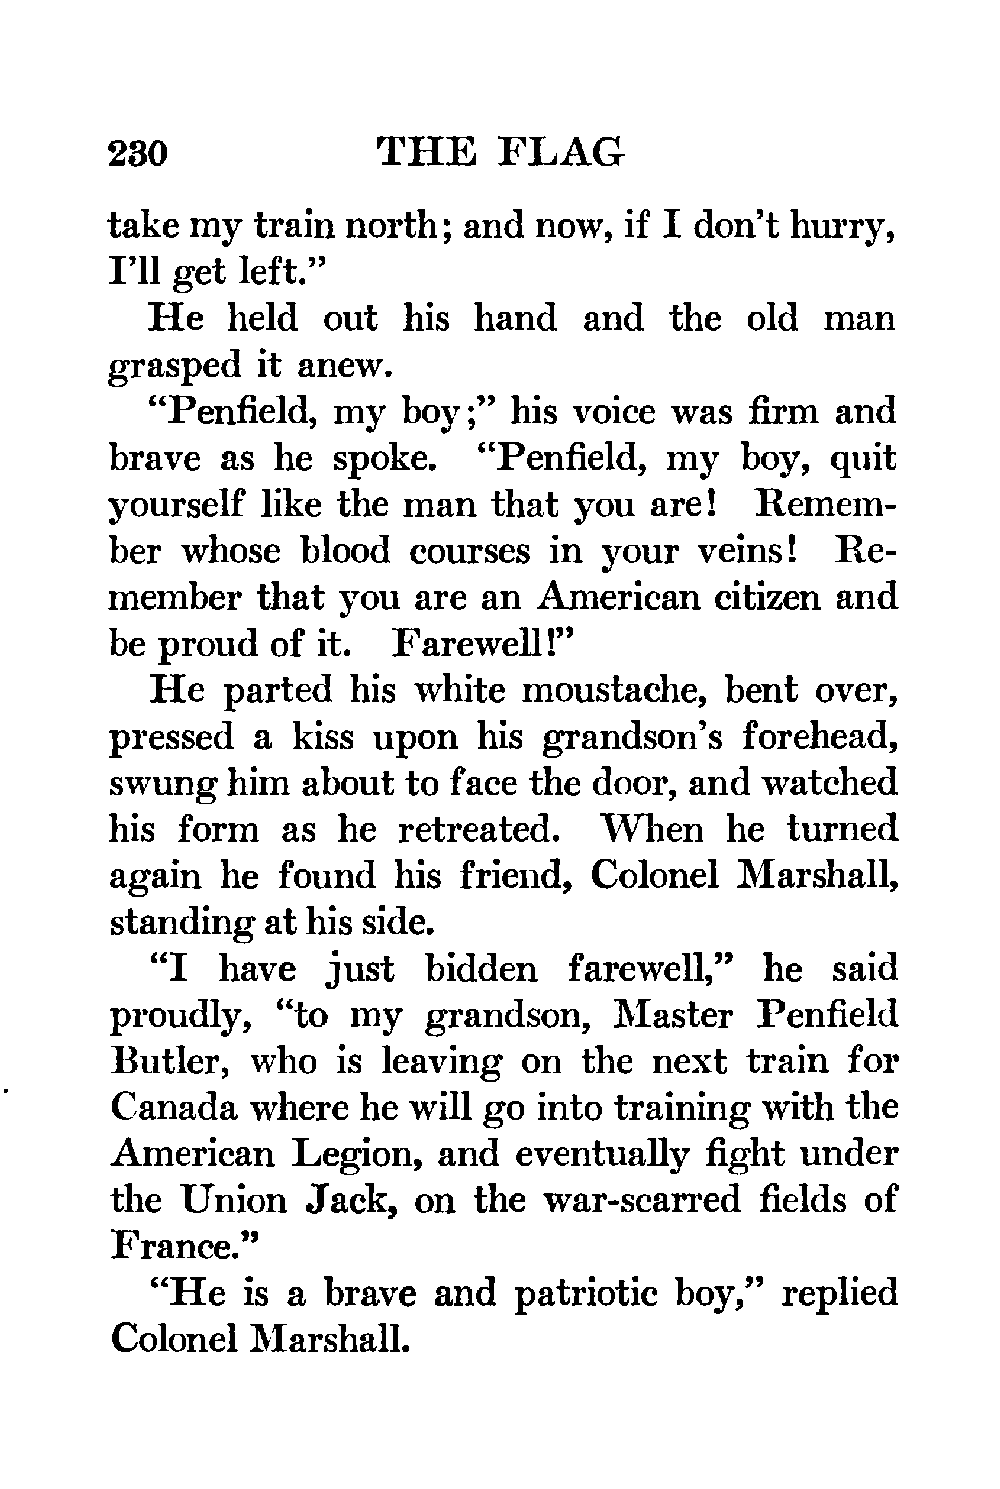 230 THE FLAG
take my train north; and now, if I don't hurry,
I'll get left."
He held out his hand and the old man
grasped it anew.
"Penfield, my boy;" his voice was firm and
brave as he spoke. "Penfield, my boy, quit
yourself like the man that you are! Remem-
ber whose blood courses in your veins! Re-
member that you are an American citizen and
be proud of it. Farewell!"
He parted his white moustache, bent over,
pressed a kiss upon his grandson's forehead,
swung him about to face the door, and watched
his form as he retreated. When he turned
again he found his friend, Colonel Marshall,
standing at his side.
"I have just bidden farewell," he said
proudly, "to my grandson, Master Penfield
Butler, who is leaving on the next train for
Canada where he will go into training with the
American Legion, and eventually fight under
the Union Jack, on the war-scarred fields of
France."
"He is a brave and patriotic boy," replied
Colonel Marshall.